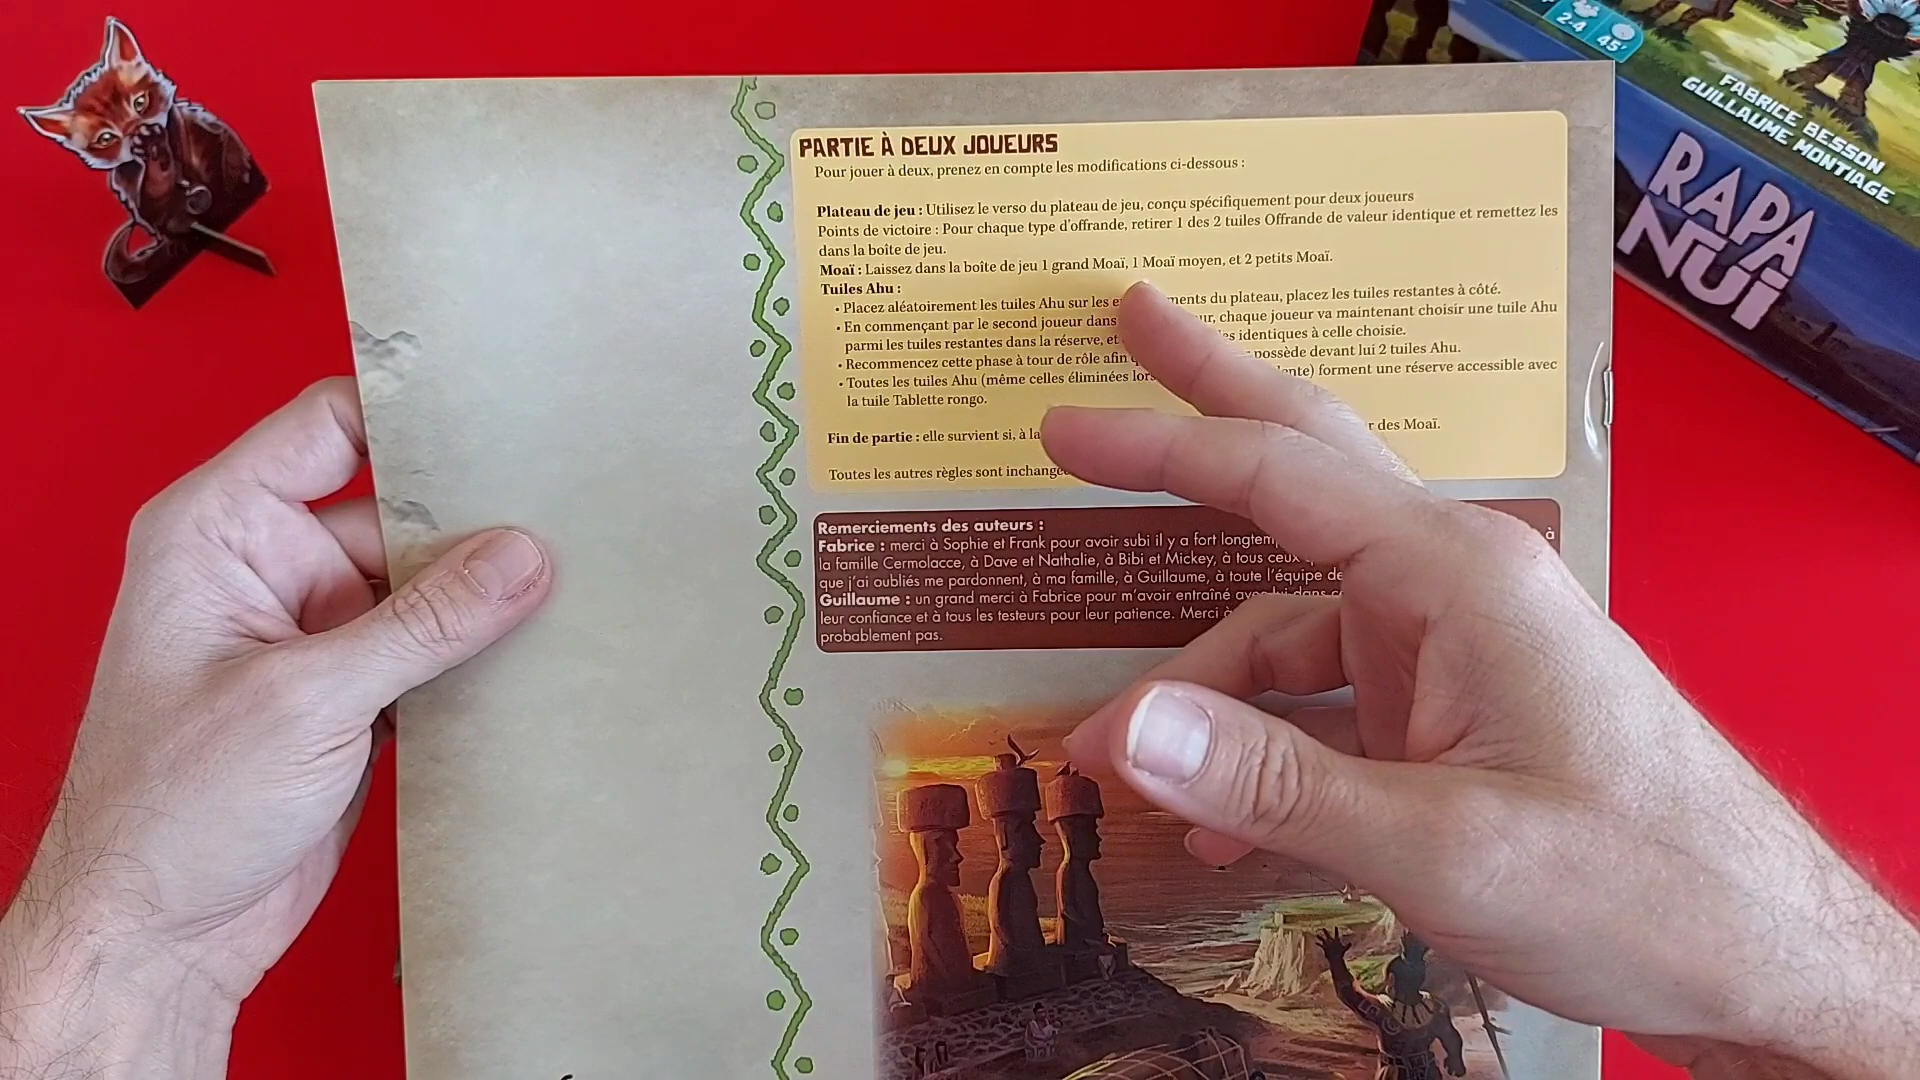 PARTIE À DEUX JOUEURS
Pour jouer à deux, prenez en compte les modifications ci-dessous :
Plateau de jeu : Utilisez le verso du plateau de jeu, conçu spécifiquement pour deux joueurs
Points de victoire : Pour chaque type d'offrande, retirer 1 des 2 tuiles Offrande de valeur identique et remettez les
dans la boîte de jeu.
Moaï : Laissez dans la boîte de jeu 1 grand Moaï, 1 Moaï moyen, et 2 petits Moaï.
Tuiles Ahu :
• Placez aléatoirement les tuiles Ahu sur les du plateau, placez les tuiles restantes à côté.
• En commençant par le second joueur dans chaque joueur va maintenant choisir une tuile Ahu
parmi les tuiles restantes dans la réserve, et identiques à celle choisie.
• Recommencez cette phase à tour de rôle afin possède devant lui 2 tuiles Ahu.
• Toutes les tuiles Ahu (même celles éliminées forment une réserve accessible avec
la tuile Tablette rongo.
Fin de partie : elle survient si, à la des Moaï.
Toutes les autres règles sont
Remerciements des auteurs :
Fabrice : merci à Sophie et Frank pour avoir subi il y a fort à
la famille Cermolacce, à Dave et Nathalie, à Bibi et Mickey, à tous ceux
que j'ai oubliés me pardonnent, à ma famille, à Guillaume, à toute l'équipe de
Guillaume : un grand merci à Fabrice pour m'avoir entraîné avec lui dans
leur confiance et à tous les testeurs pour leur patience. Merci
probablement pas.
2-4
45'
FABRICE BESSON
GUILLAUME MONTIAGE
RAPA
NUI